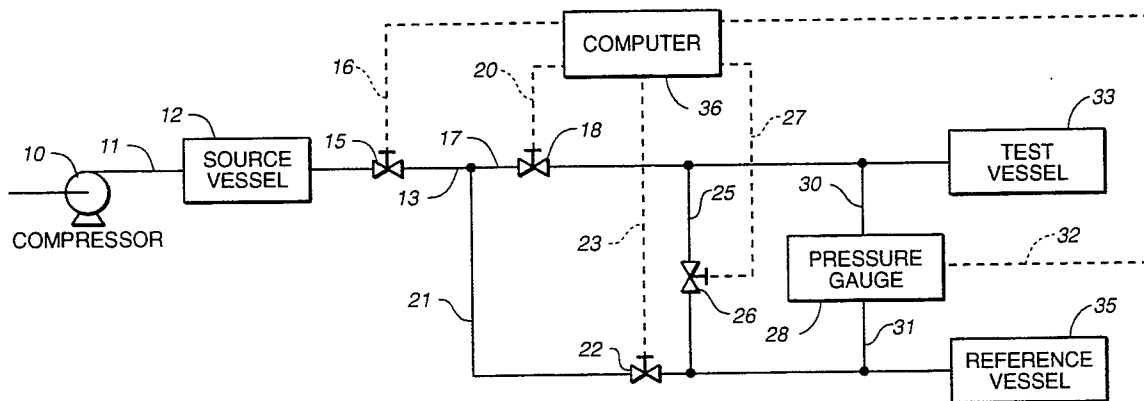 COMPUTER
36
16
20
27
12
SOURCE
VESSEL
10
11
COMPRESSOR
15
13
17
18
33
TEST
VESSEL
25
30
23
PRESSURE
GAUGE
32
28
26
21
31
22
35
REFERENCE
VESSEL